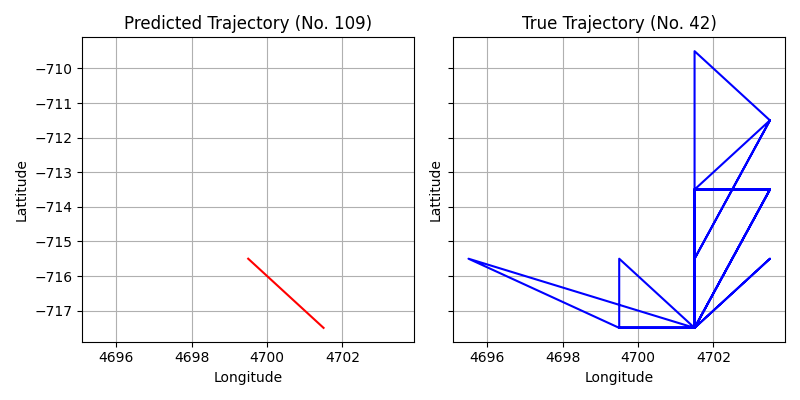 Predicted Trajectory (No. 109)
True Trajectory (No. 42)
Lattitude
−710
−711
−712
−713
−714
−715
−716
−717
4696
4698
4700
4702
Longitude
Lattitude
4696
4698
4700
4702
Longitude